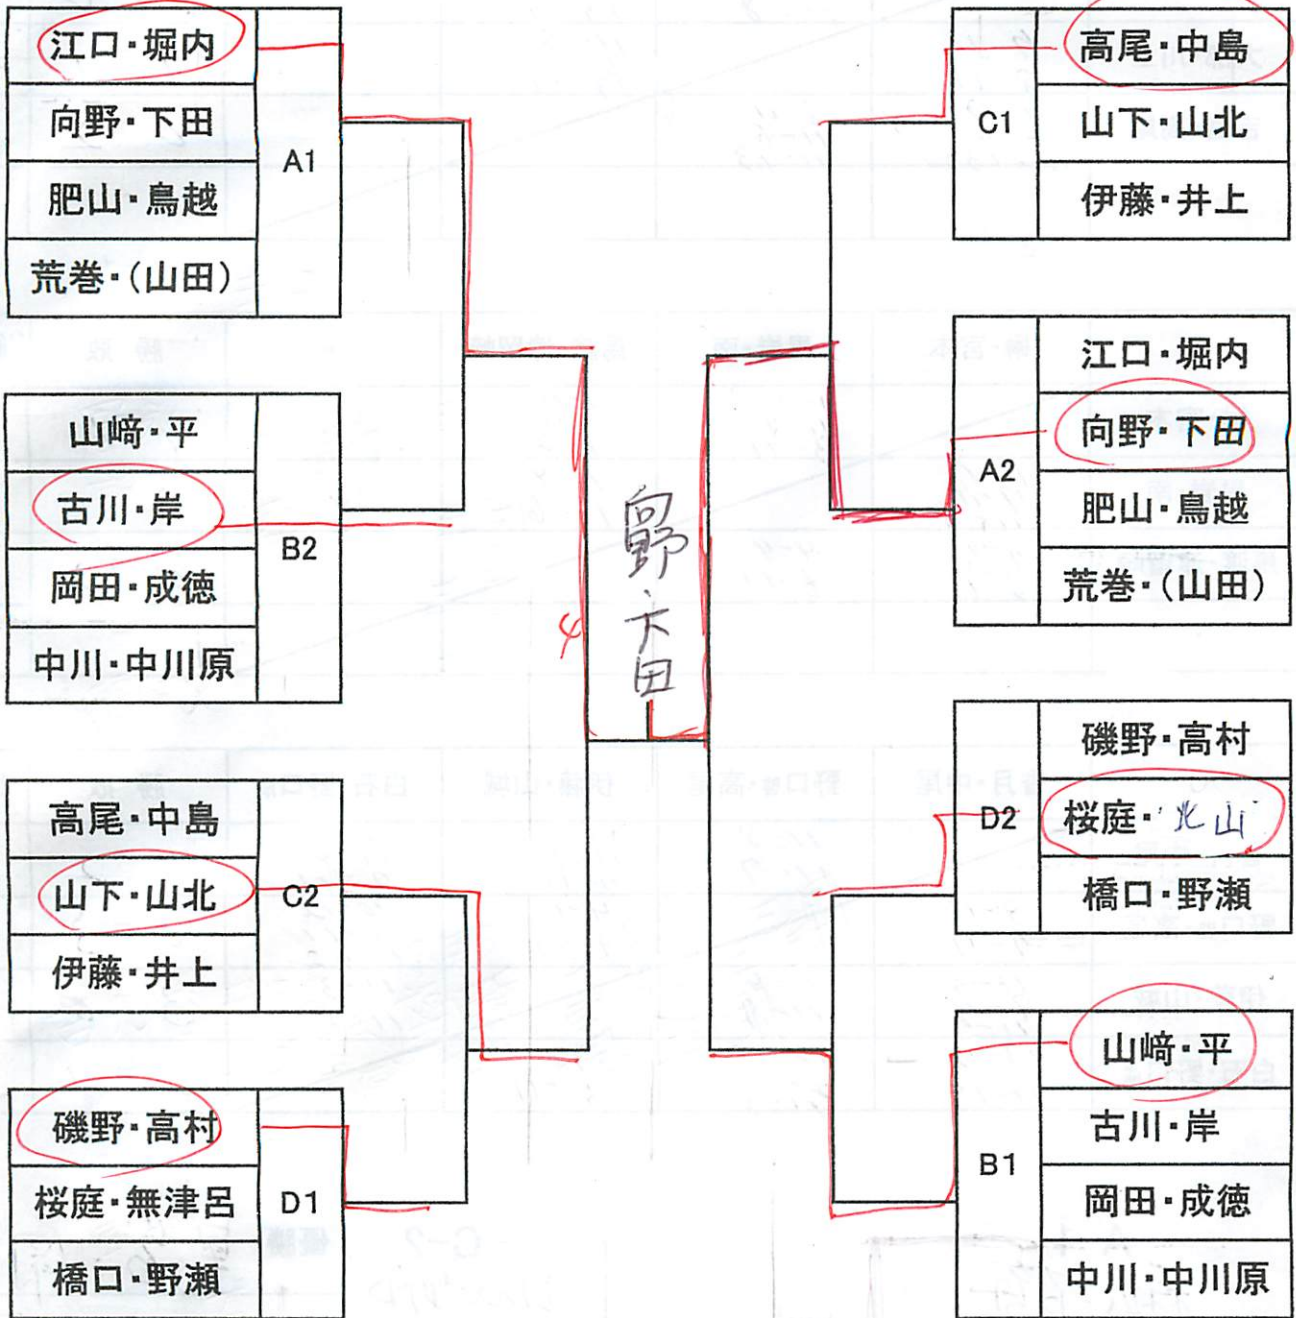 江口・堀内
向野・下田
肥山・鳥越
荒巻・(山田)
A1
山﨑・平
古川・岸
岡田・成徳
中川・中川原
B2
高尾・中島
山下・山北
伊藤・井上
C2
磯野・高村
桜庭・無津呂
橋口・野瀬
D1
向野・下田
4
C1
高尾・中島
山下・山北
伊藤・井上
A2
江口・堀内
向野・下田
肥山・鳥越
荒巻・(山田)
D2
磯野・高村
桜庭・北山
橋口・野瀬
B1
山﨑・平
古川・岸
岡田・成徳
中川・中川原